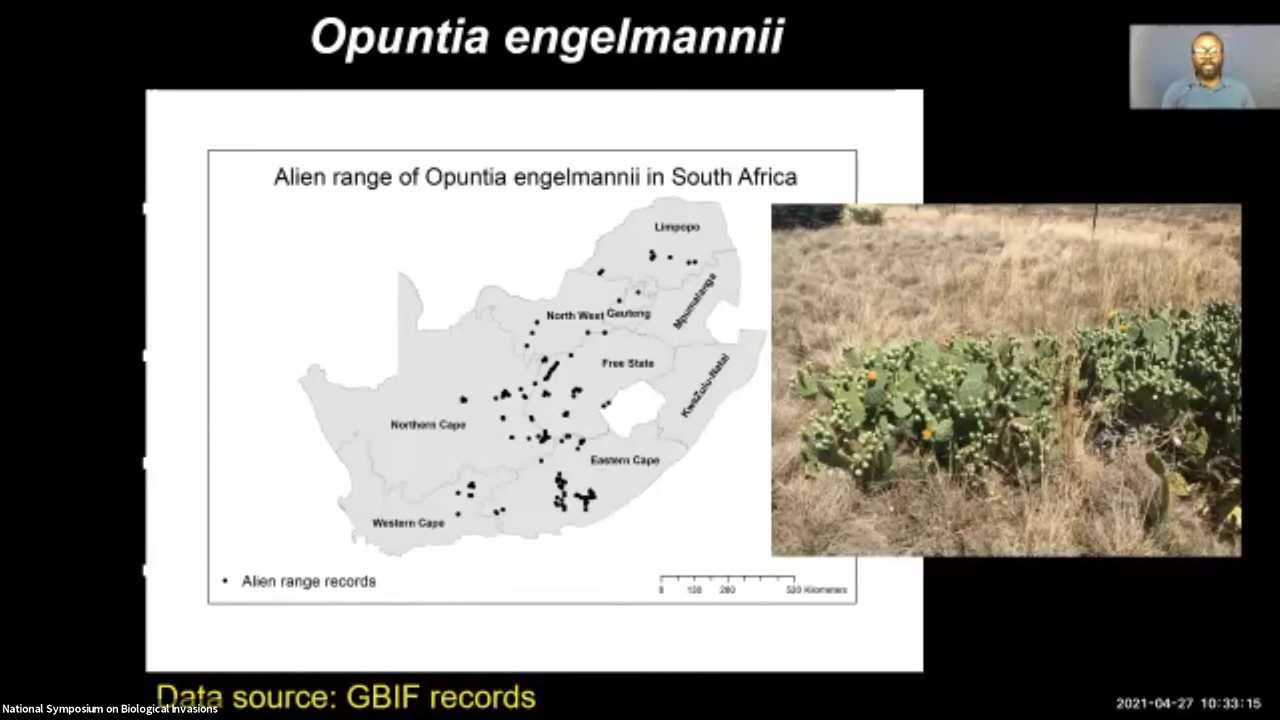 Opuntia engelmannii
Alien range of Opuntia engelmannii in South Africa
Limpopo
Mpumalanga
North West
Gauteng
Free State
KwaZulu-Natal
Northern Cape
Eastern Cape
Western Cape
Alien range records
0 130 260 520 Kilometers
Data source: GBIF records
National Symposium on Biological Invasions
2021-04-27 10:33:15